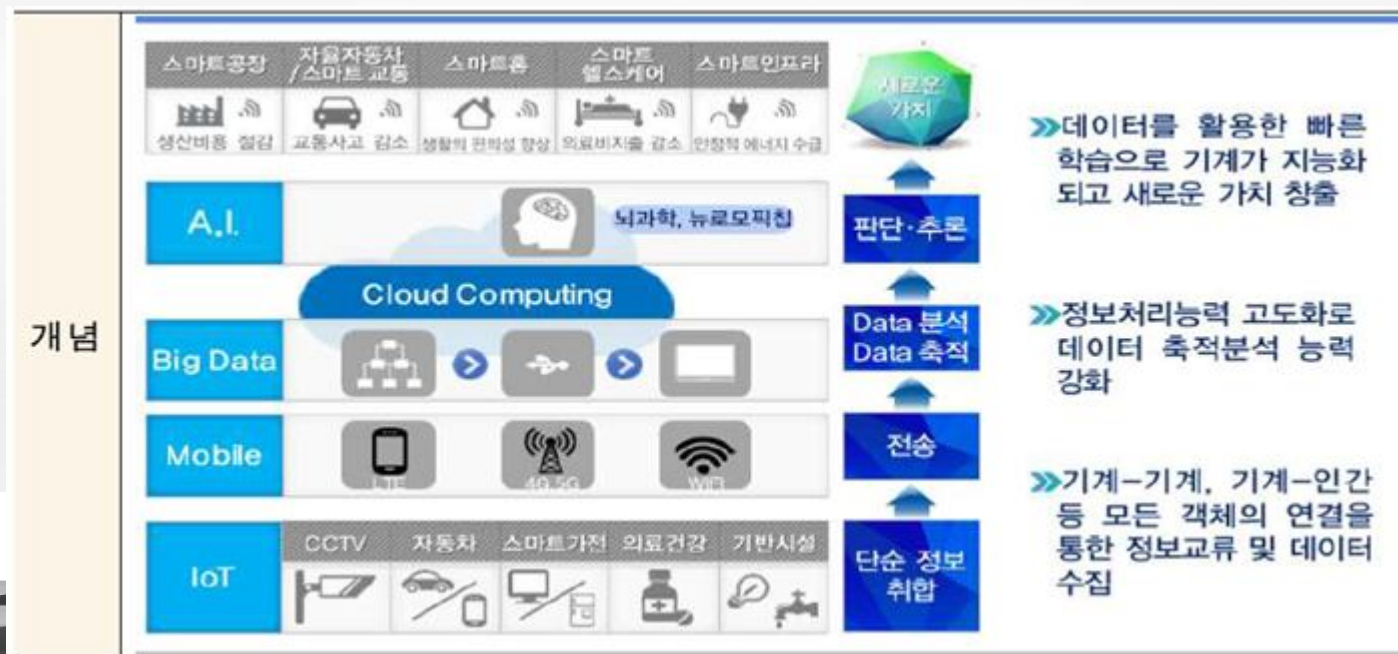 개념
스마트공장
자율자동차
/스마트 교통
스마트홈
스마트
헬스케어
스마트인프라
생산비용 절감
교통사고 감소
생활의 편의성 향상
의료비지출 감소
안정적 에너지 수급
새로운
가치
A.I.
뇌과학, 뉴로모픽칩
판단·추론
Cloud Computing
Big Data
Data 분석
Data 축적
Mobile
LTE
4G,5G
WiFi
전송
IoT
CCTV
자동차
스마트가전
의료건강
기반시설
단순 정보
취합
데이터를 활용한 빠른
학습으로 기계가 지능화
되고 새로운 가치 창출
정보처리능력 고도화로
데이터 축적분석 능력
강화
기계-기계, 기계-인간
등 모든 객체의 연결을
통한 정보교류 및 데이터
수집